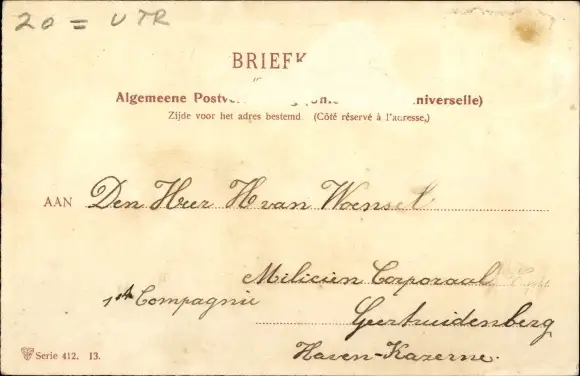 20 = UTR
BRIEFK
Algemeene Postve niverselle)
Zijde voor het adres bestemd. (Côté réservé à l'adresse,)
AAN Den Heer H van Woensel
Milicien Corporaal
1ste Compagnie
Geertruidenberg
Haven-Kazerne.
Serie 412. 13.